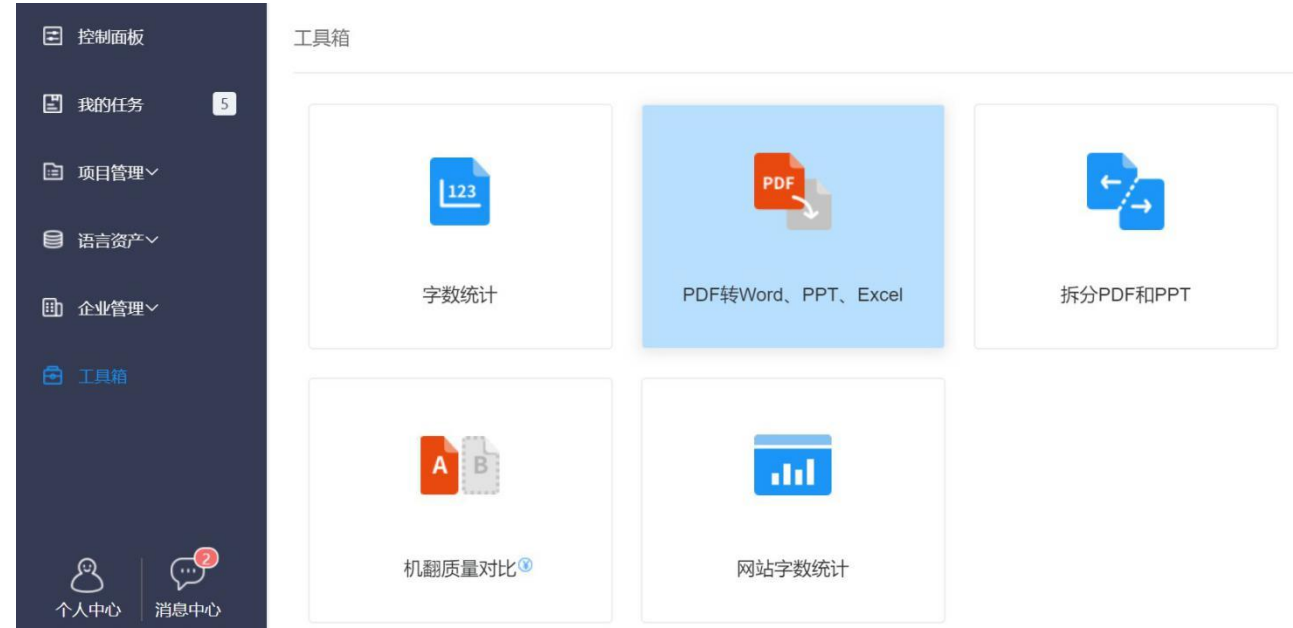 控制面板
我的任务 5
项目管理
语言资产
企业管理
工具箱
个人中心
2
消息中心
工具箱
123
字数统计
PDF
PDF转Word、PPT、Excel
拆分PDF和PPT
A B
机翻质量对比¥
网站字数统计